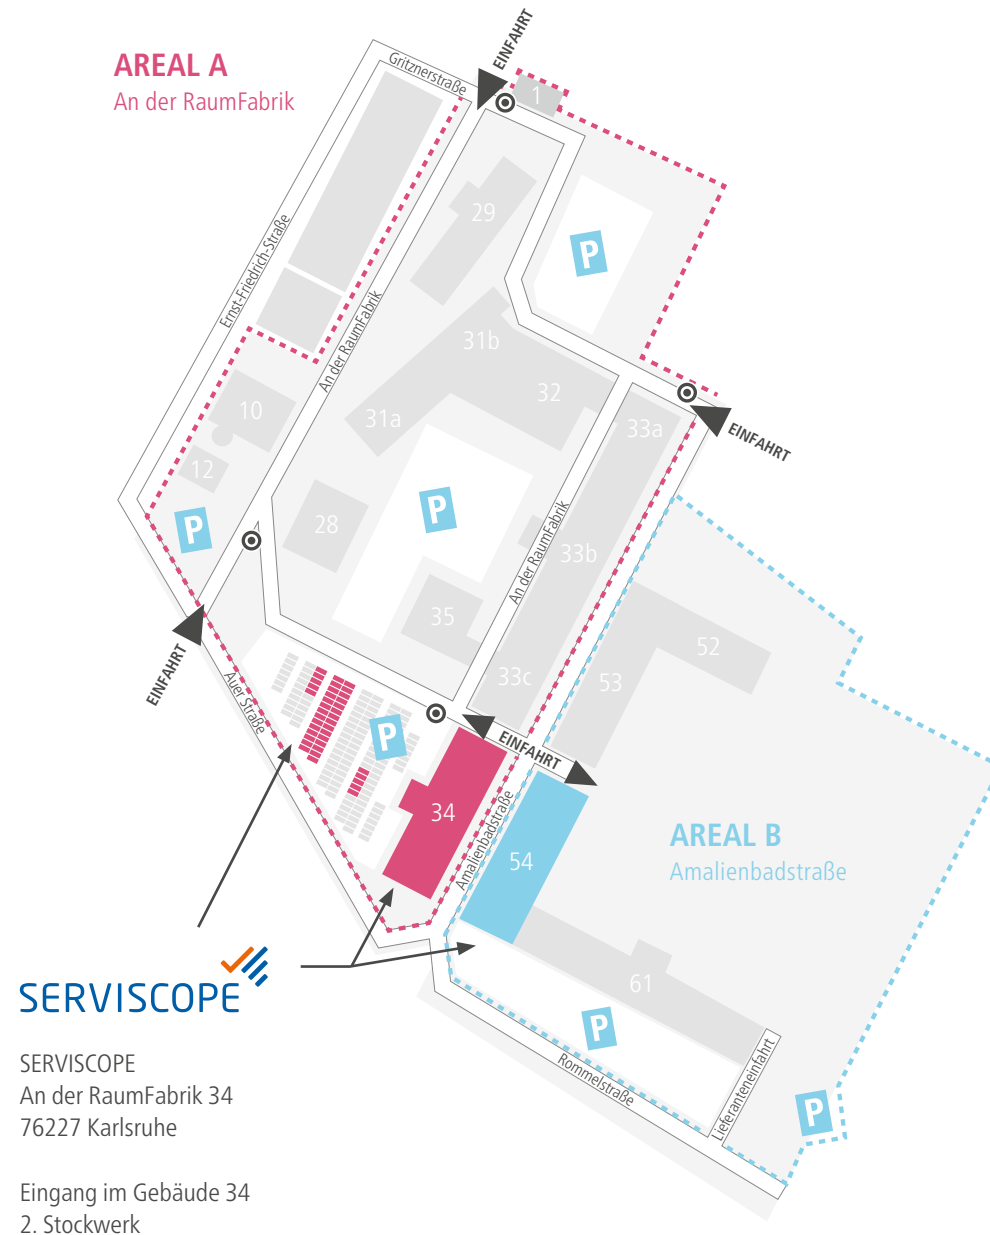 AREAL A
An der RaumFabrik
EINFAHRT
Gritznerstraße
1
Ernst-Friedrich-Straße
An der RaumFabrik
29
P
31b
32
31a
10
12
33a
EINFAHRT
P
P
28
An der RaumFabrik
33b
35
33c
52
53
EINFAHRT
Auer Straße
P
EINFAHRT
34
Amalienbadstraße
54
AREAL B
Amalienbadstraße
61
P
Rommelstraße
Lieferanteneinfahrt
P
SERVISCOPE
SERVISCOPE
An der RaumFabrik 34
76227 Karlsruhe
Eingang im Gebäude 34
2. Stockwerk